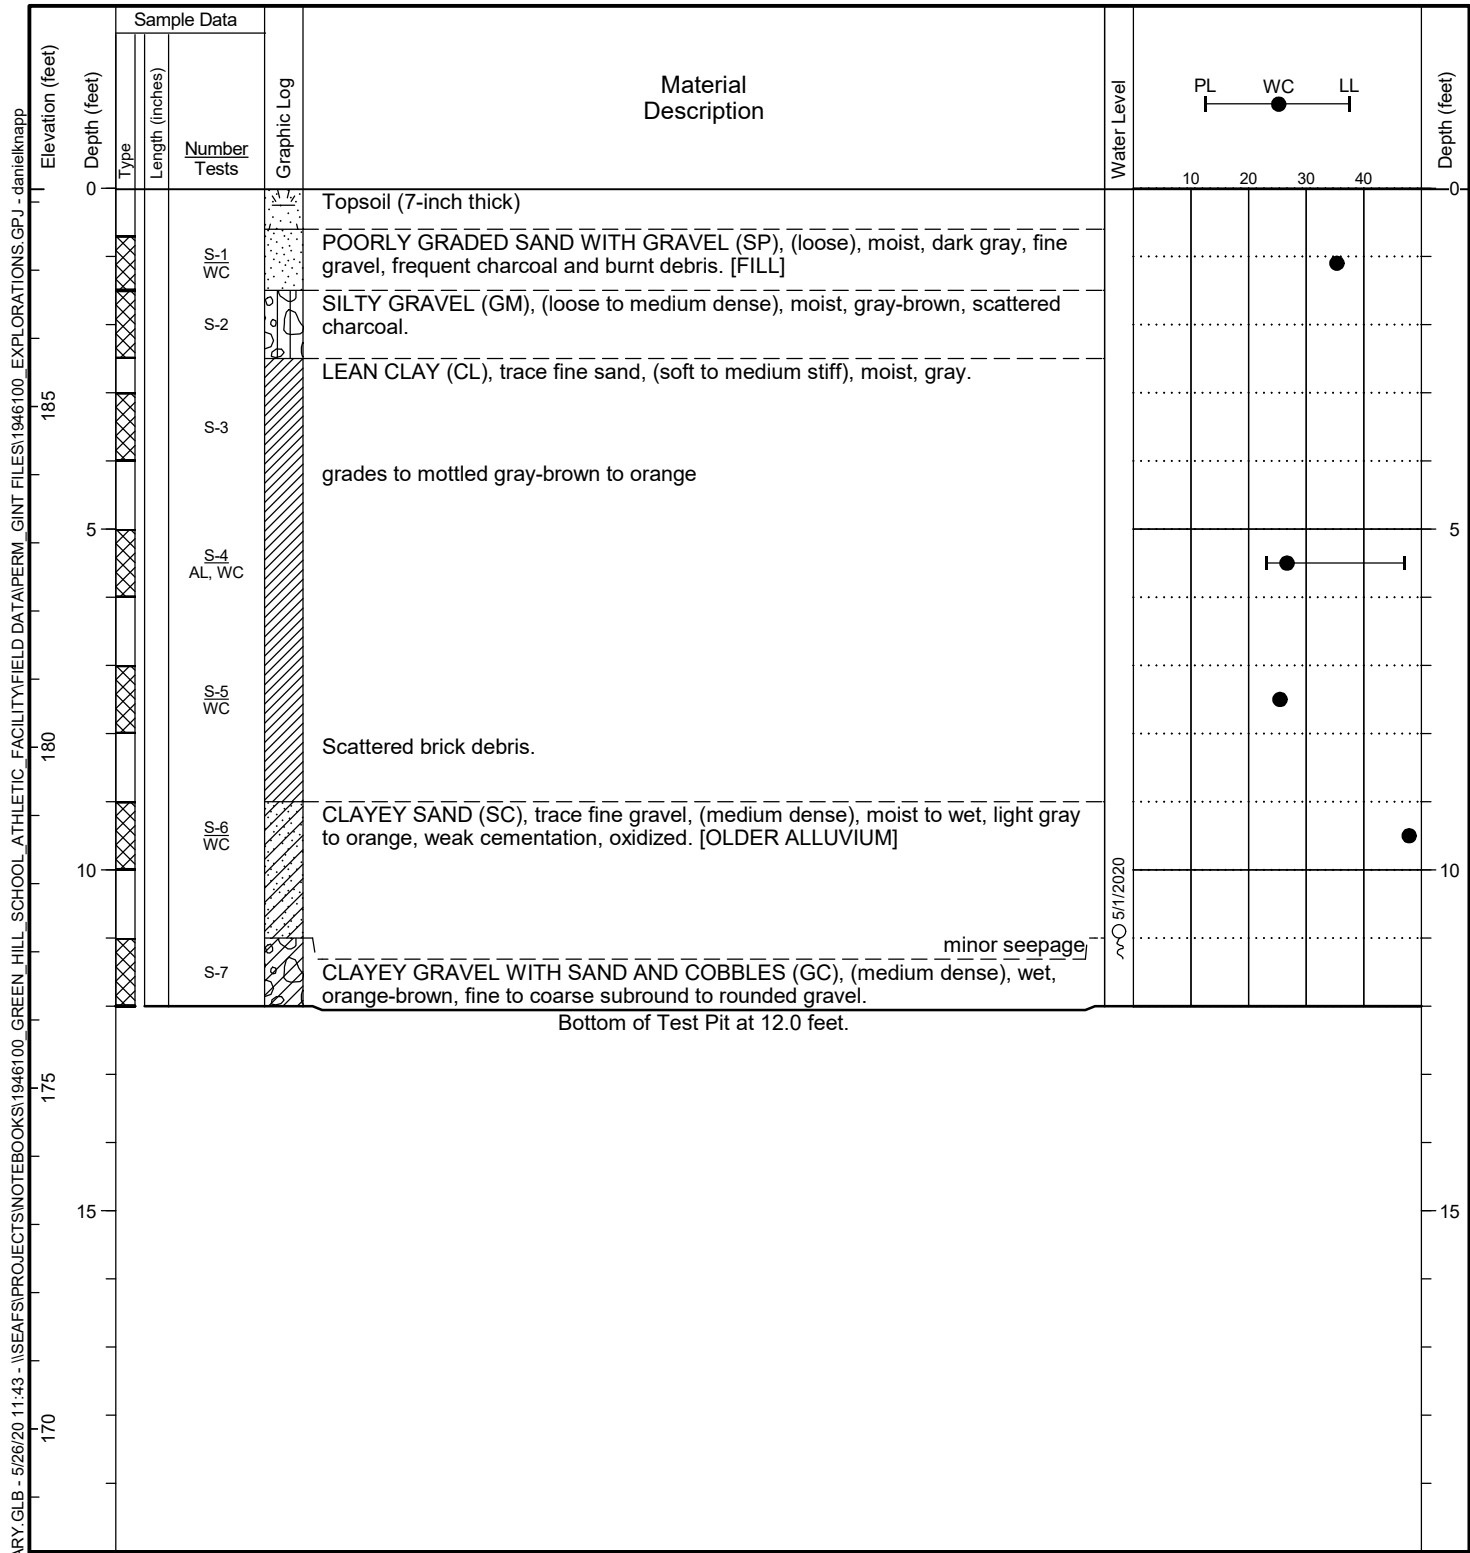 Sample Data
Elevation (feet)
Depth (feet)
Type
Length (inches)
Number
Tests
Graphic Log
Material
Description
Water Level
PL WC LL
Depth (feet)
10 20 30 40
0 0
Topsoil (7-inch thick)
S-1
WC
POORLY GRADED SAND WITH GRAVEL (SP), (loose), moist, dark gray, fine
gravel, frequent charcoal and burnt debris. [FILL]
S-2
SILTY GRAVEL (GM), (loose to medium dense), moist, gray-brown, scattered
charcoal.
LEAN CLAY (CL), trace fine sand, (soft to medium stiff), moist, gray.
185
S-3
grades to mottled gray-brown to orange
5 5
S-4
AL, WC
S-5
WC
180
Scattered brick debris.
S-6
WC
CLAYEY SAND (SC), trace fine gravel, (medium dense), moist to wet, light gray
to orange, weak cementation, oxidized. [OLDER ALLUVIUM]
10 10
5/1/2020
minor seepage
S-7
CLAYEY GRAVEL WITH SAND AND COBBLES (GC), (medium dense), wet,
orange-brown, fine to coarse subround to rounded gravel.
Bottom of Test Pit at 12.0 feet.
175
15 15
170
ARY.GLB - 5/26/20 11:43 - \\SEAFS\PROJECTS\NOTEBOOKS\1946100_GREEN_HILL_SCHOOL_ATHLETIC_FACILITY\FIELD DATA\PERM_GINT FILES\1946100_EXPLORATIONS.GPJ - danielknapp